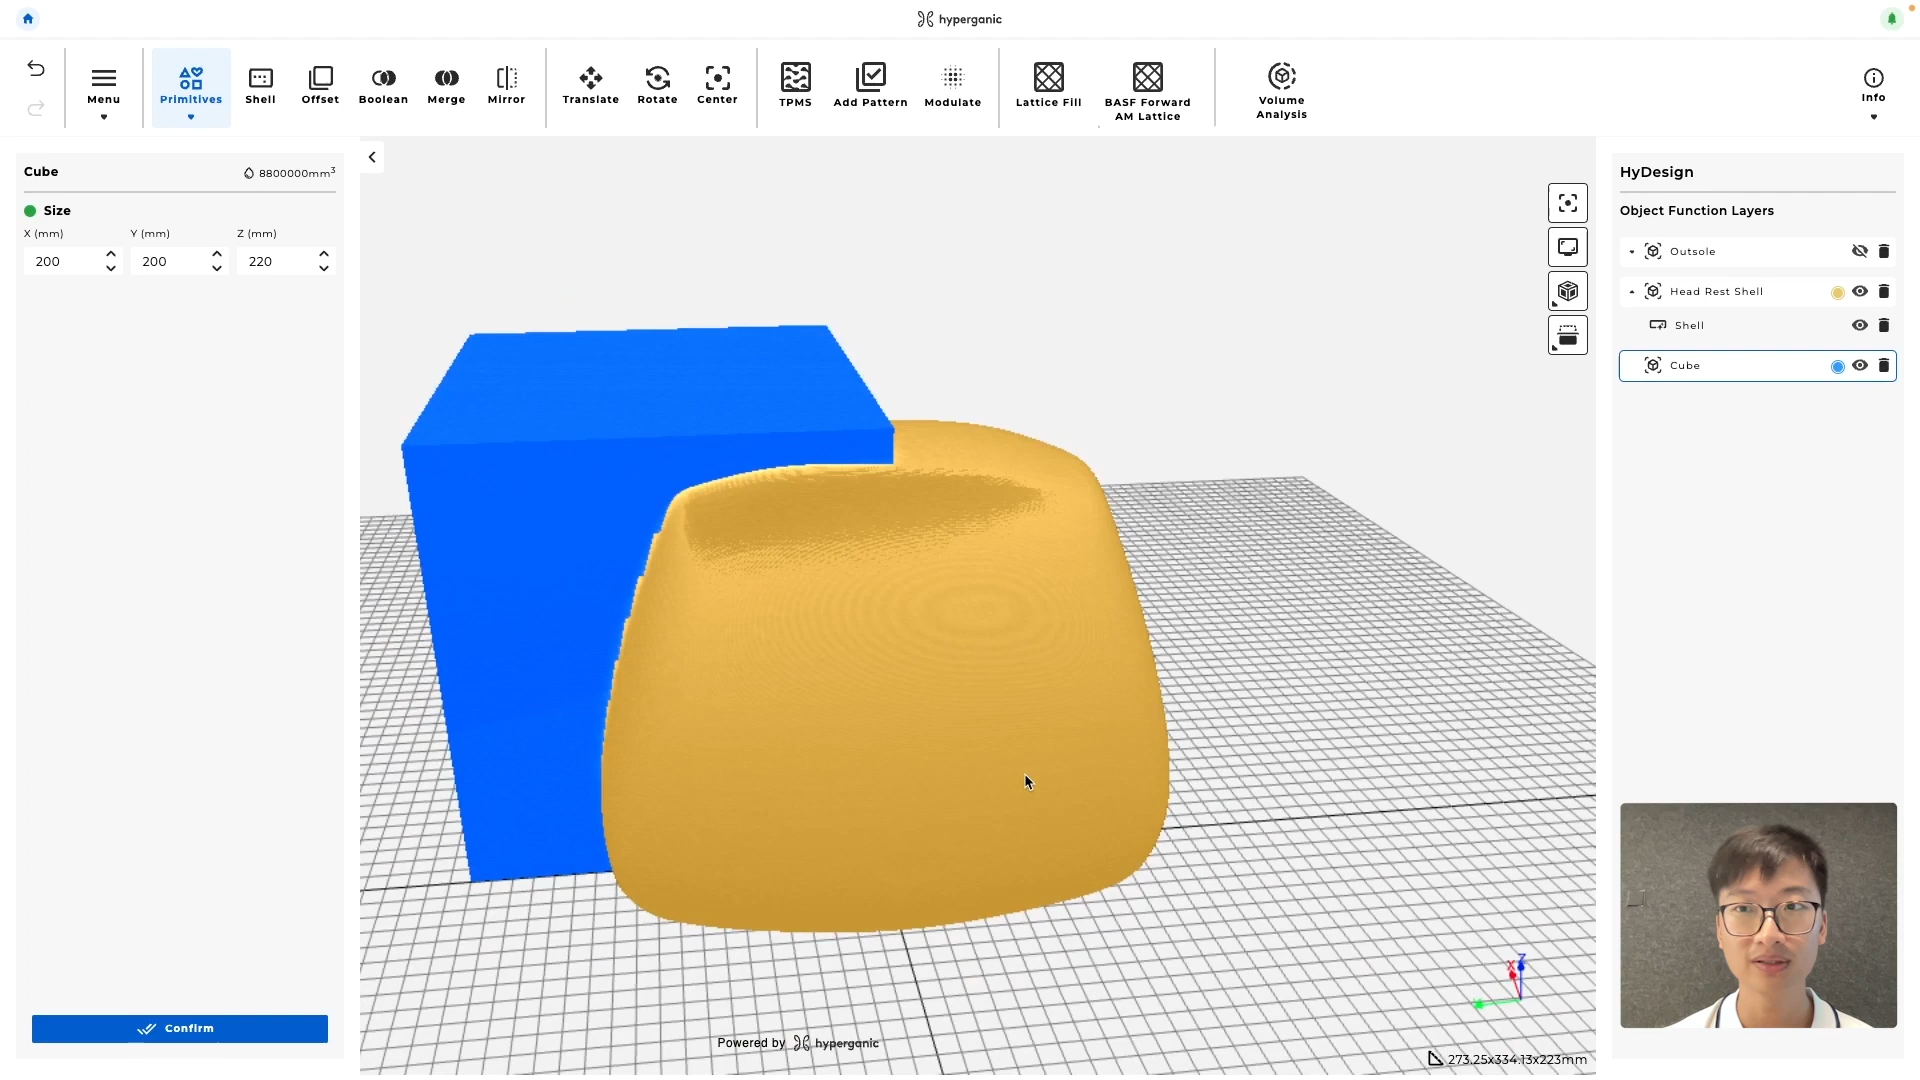 hyperganic
Menu
Primitives
Shell
Offset
Boolean
Merge
Mirror
Translate
Rotate
Center
TPMS
Add Pattern
Modulate
Lattice Fill
BASF Forward
AM Lattice
Volume
Analysis
Info
Cube
8800000mm³
Size
X (mm)
Y (mm)
Z (mm)
200
200
220
Confirm
HyDesign
Object Function Layers
Outsole
Head Rest Shell
Shell
Cube
X
Z
Powered by hyperganic
273.25x334.13x223mm